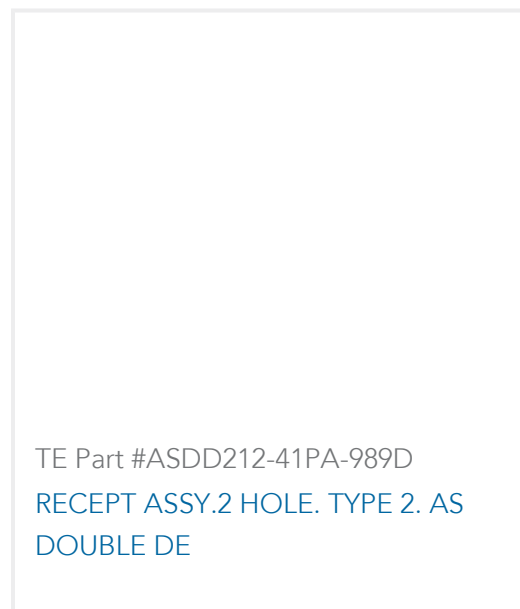 TE Part #ASDD212-41PA-989D
RECEPT ASSY.2 HOLE. TYPE 2. AS
DOUBLE DE